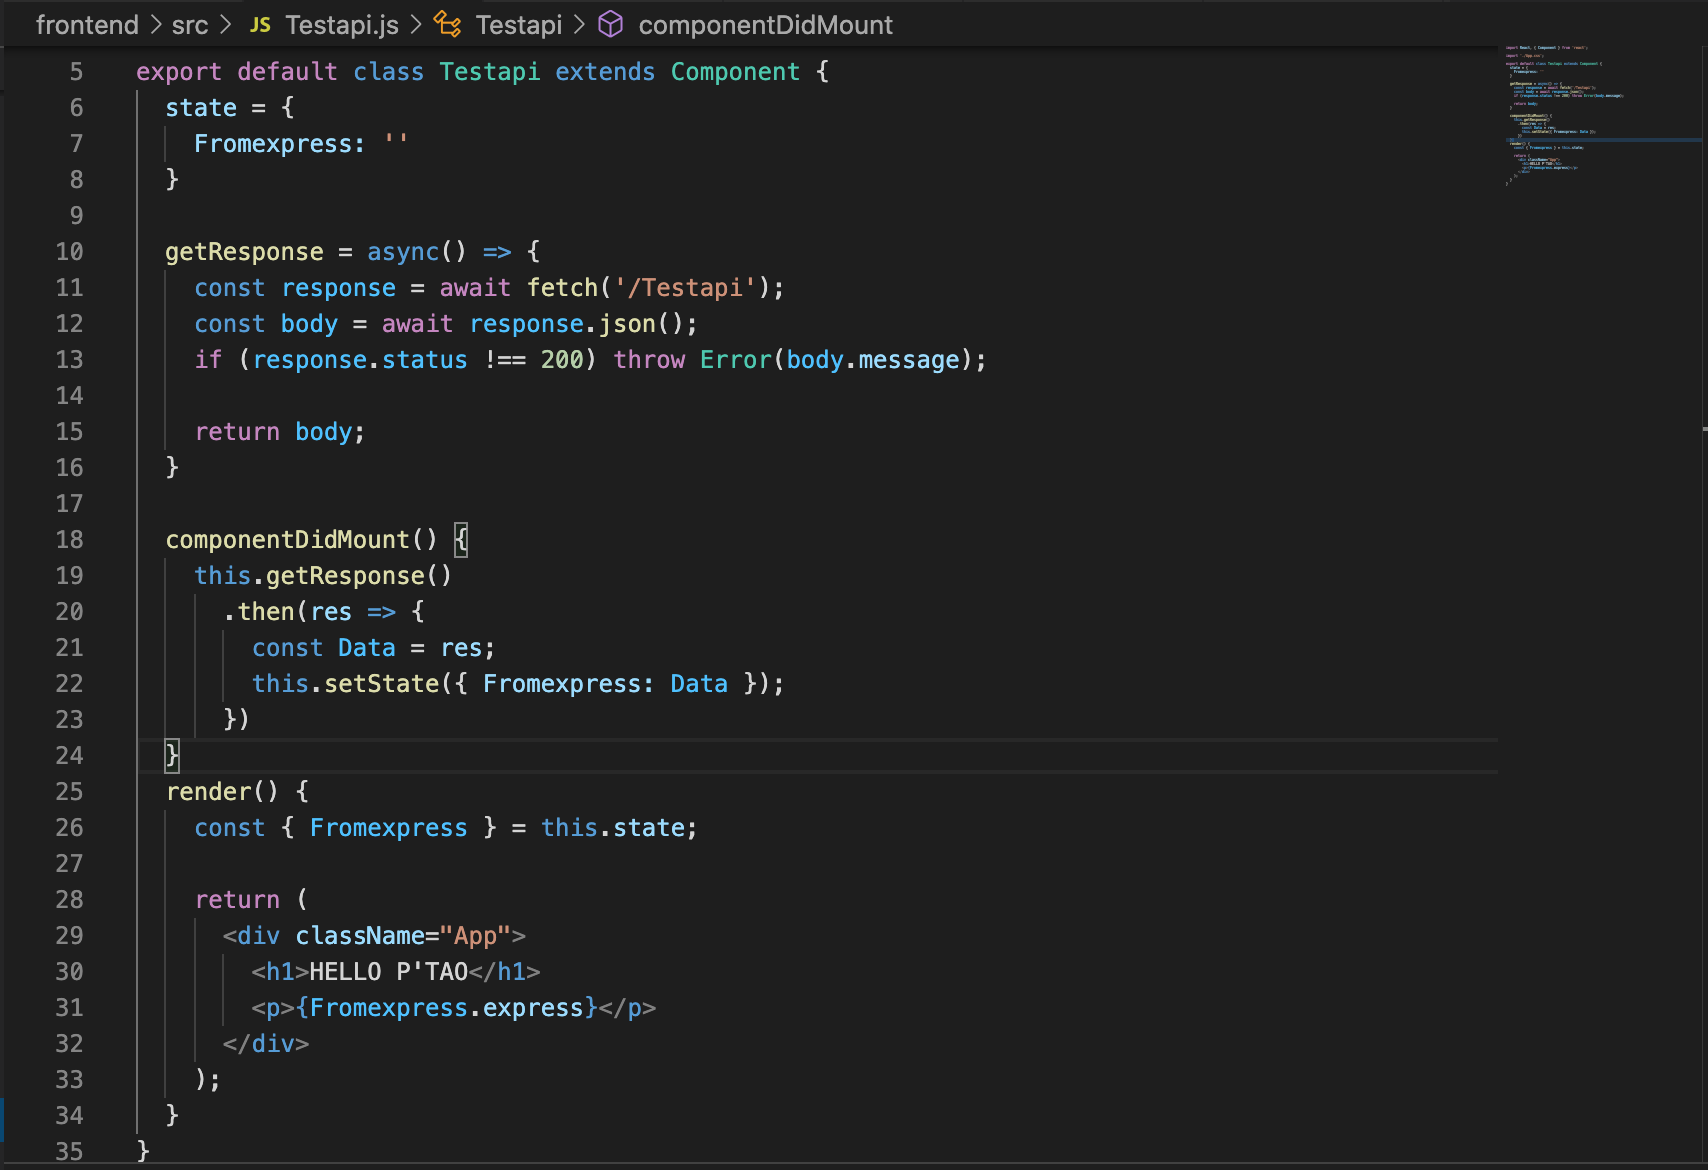 frontend > src > JS Testapi.js > Testapi > componentDidMount
5 export default class Testapi extends Component {
6 state = {
7 Fromexpress: ''
8 }
9
10 getResponse = async() => {
11 const response = await fetch('/Testapi');
12 const body = await response.json();
13 if (response.status !== 200) throw Error(body.message);
14
15 return body;
16 }
17
18 componentDidMount() {
19 this.getResponse()
20 .then(res => {
21 const Data = res;
22 this.setState({ Fromexpress: Data });
23 })
24 }
25 render() {
26 const { Fromexpress } = this.state;
27
28 return (
29 <div className="App">
30 <h1>HELLO P'TAO</h1>
31 <p>{Fromexpress.express}</p>
32 </div>
33 );
34 }
35 }